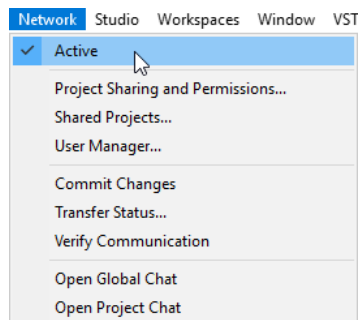 Network Studio Workspaces Window VST
Active
Project Sharing and Permissions...
Shared Projects...
User Manager...
Commit Changes
Transfer Status...
Verify Communication
Open Global Chat
Open Project Chat